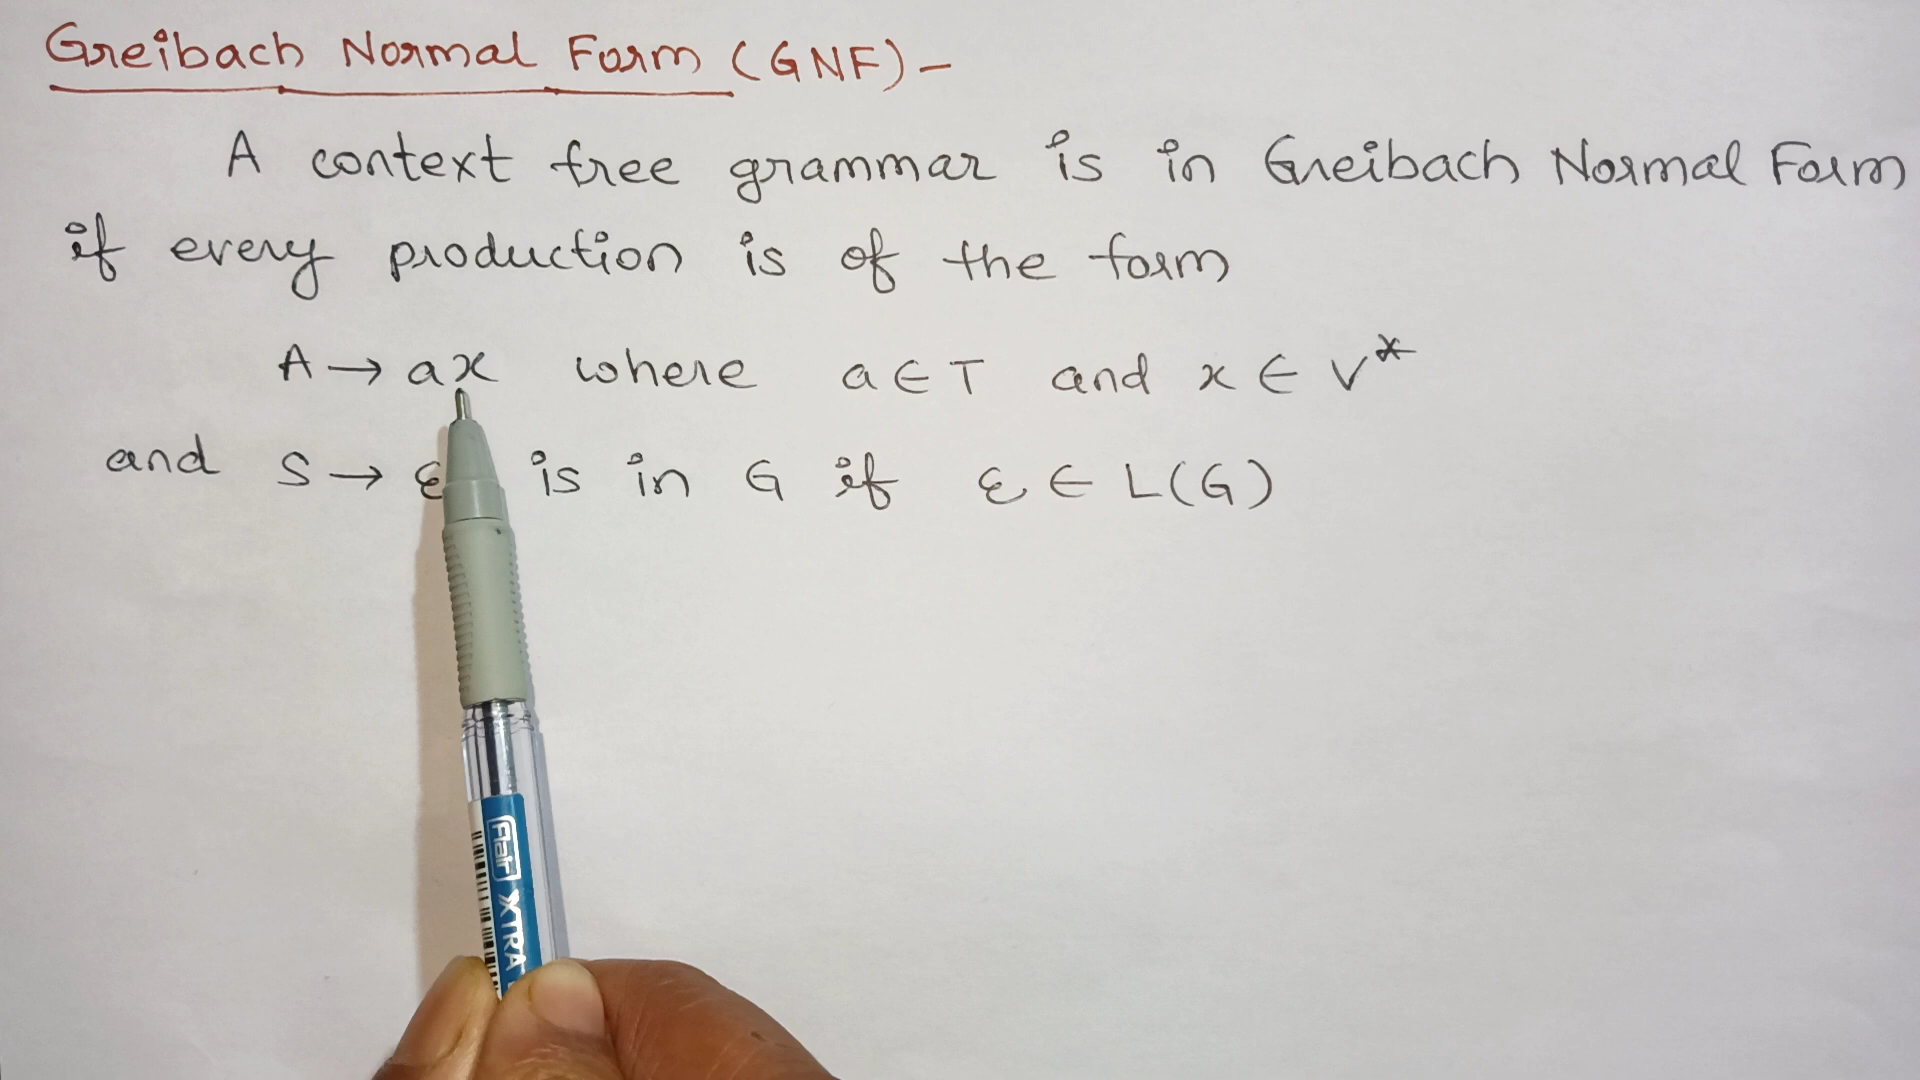 Greibach Normal Form (GNF) -
A context free grammar is in Greibach Normal Form
if every production is of the form
A → ax where a ∈ T and x ∈ V*
and S → ε is in G if ε ∈ L(G)
Flair XTRA